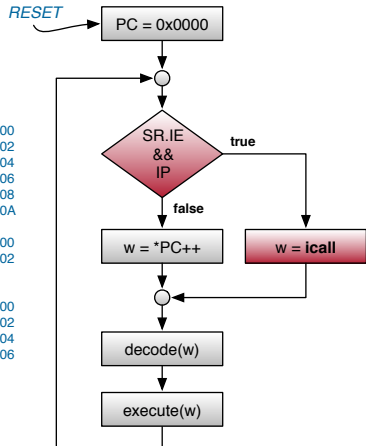 RESET
PC = 0x0000
00
02
04
06
08
0A
00
02
00
02
04
06
SR.IE
&&
IP
true
false
w = *PC++
w = icall
decode(w)
execute(w)